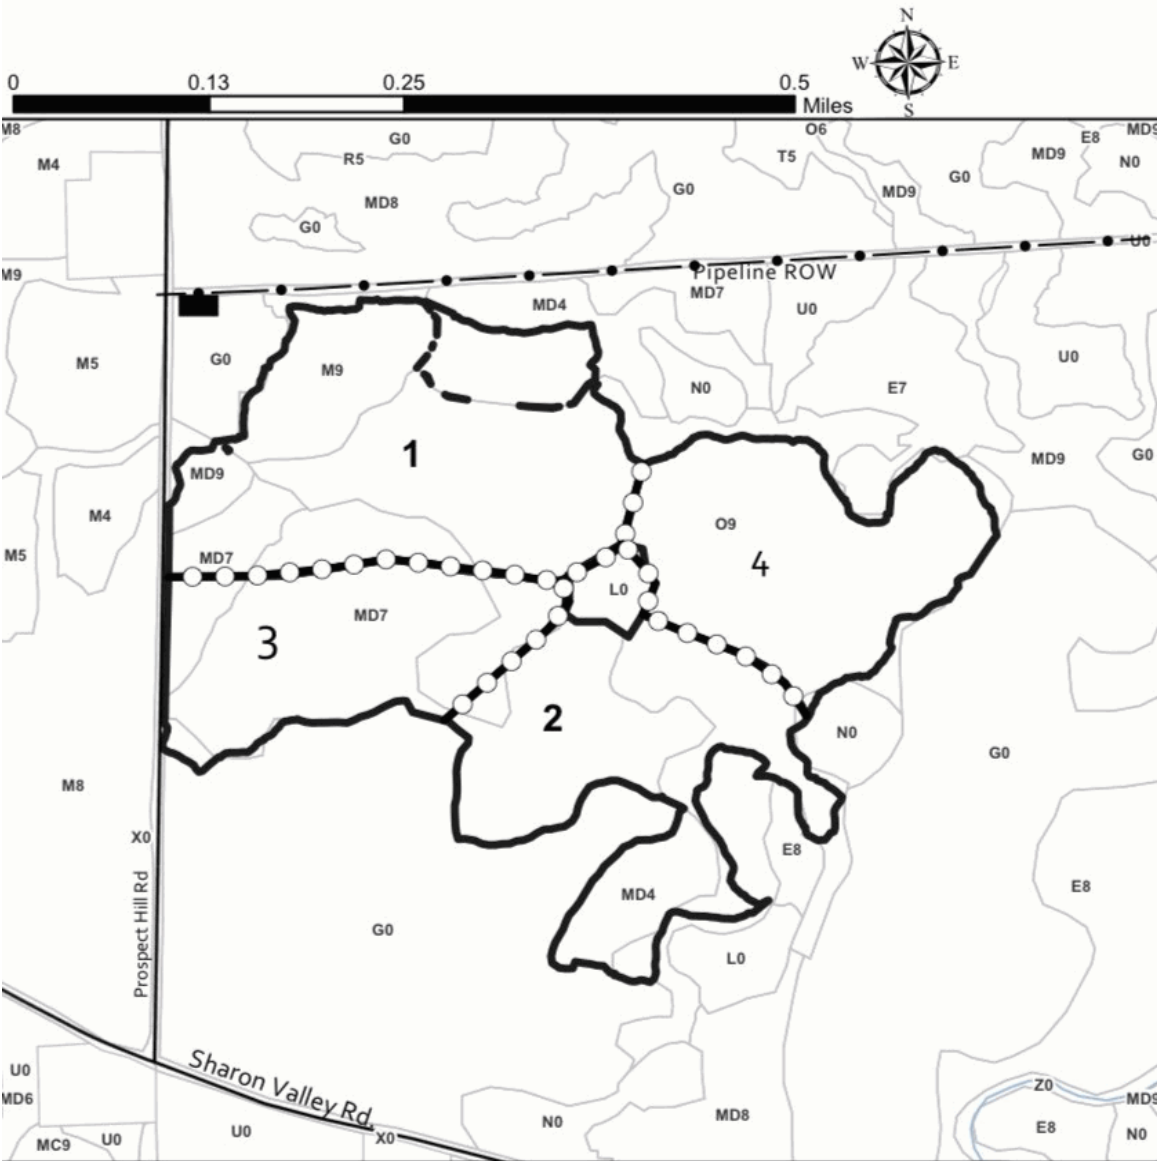 N
W E
S
0 0.13 0.25 0.5
Miles
M8 G0 O6 E8 MD9
M4 R5 T5 MD9 N0
MD8 G0 MD9 G0
G0
M9 U0
Pipeline ROW
MD4 MD7 U0
M5 G0 M9 N0 E7 U0
1
MD9 MD9 G0
M4 O9
M5 MD7 4
L0
3 MD7
2 N0 G0
M8
X0 E8
Prospect Hill Rd
MD4 E8
G0 L0
Sharon Valley Rd.
U0 Z0
MD6 N0 MD8 MD9
MC9 U0 U0 X0 E8 N0